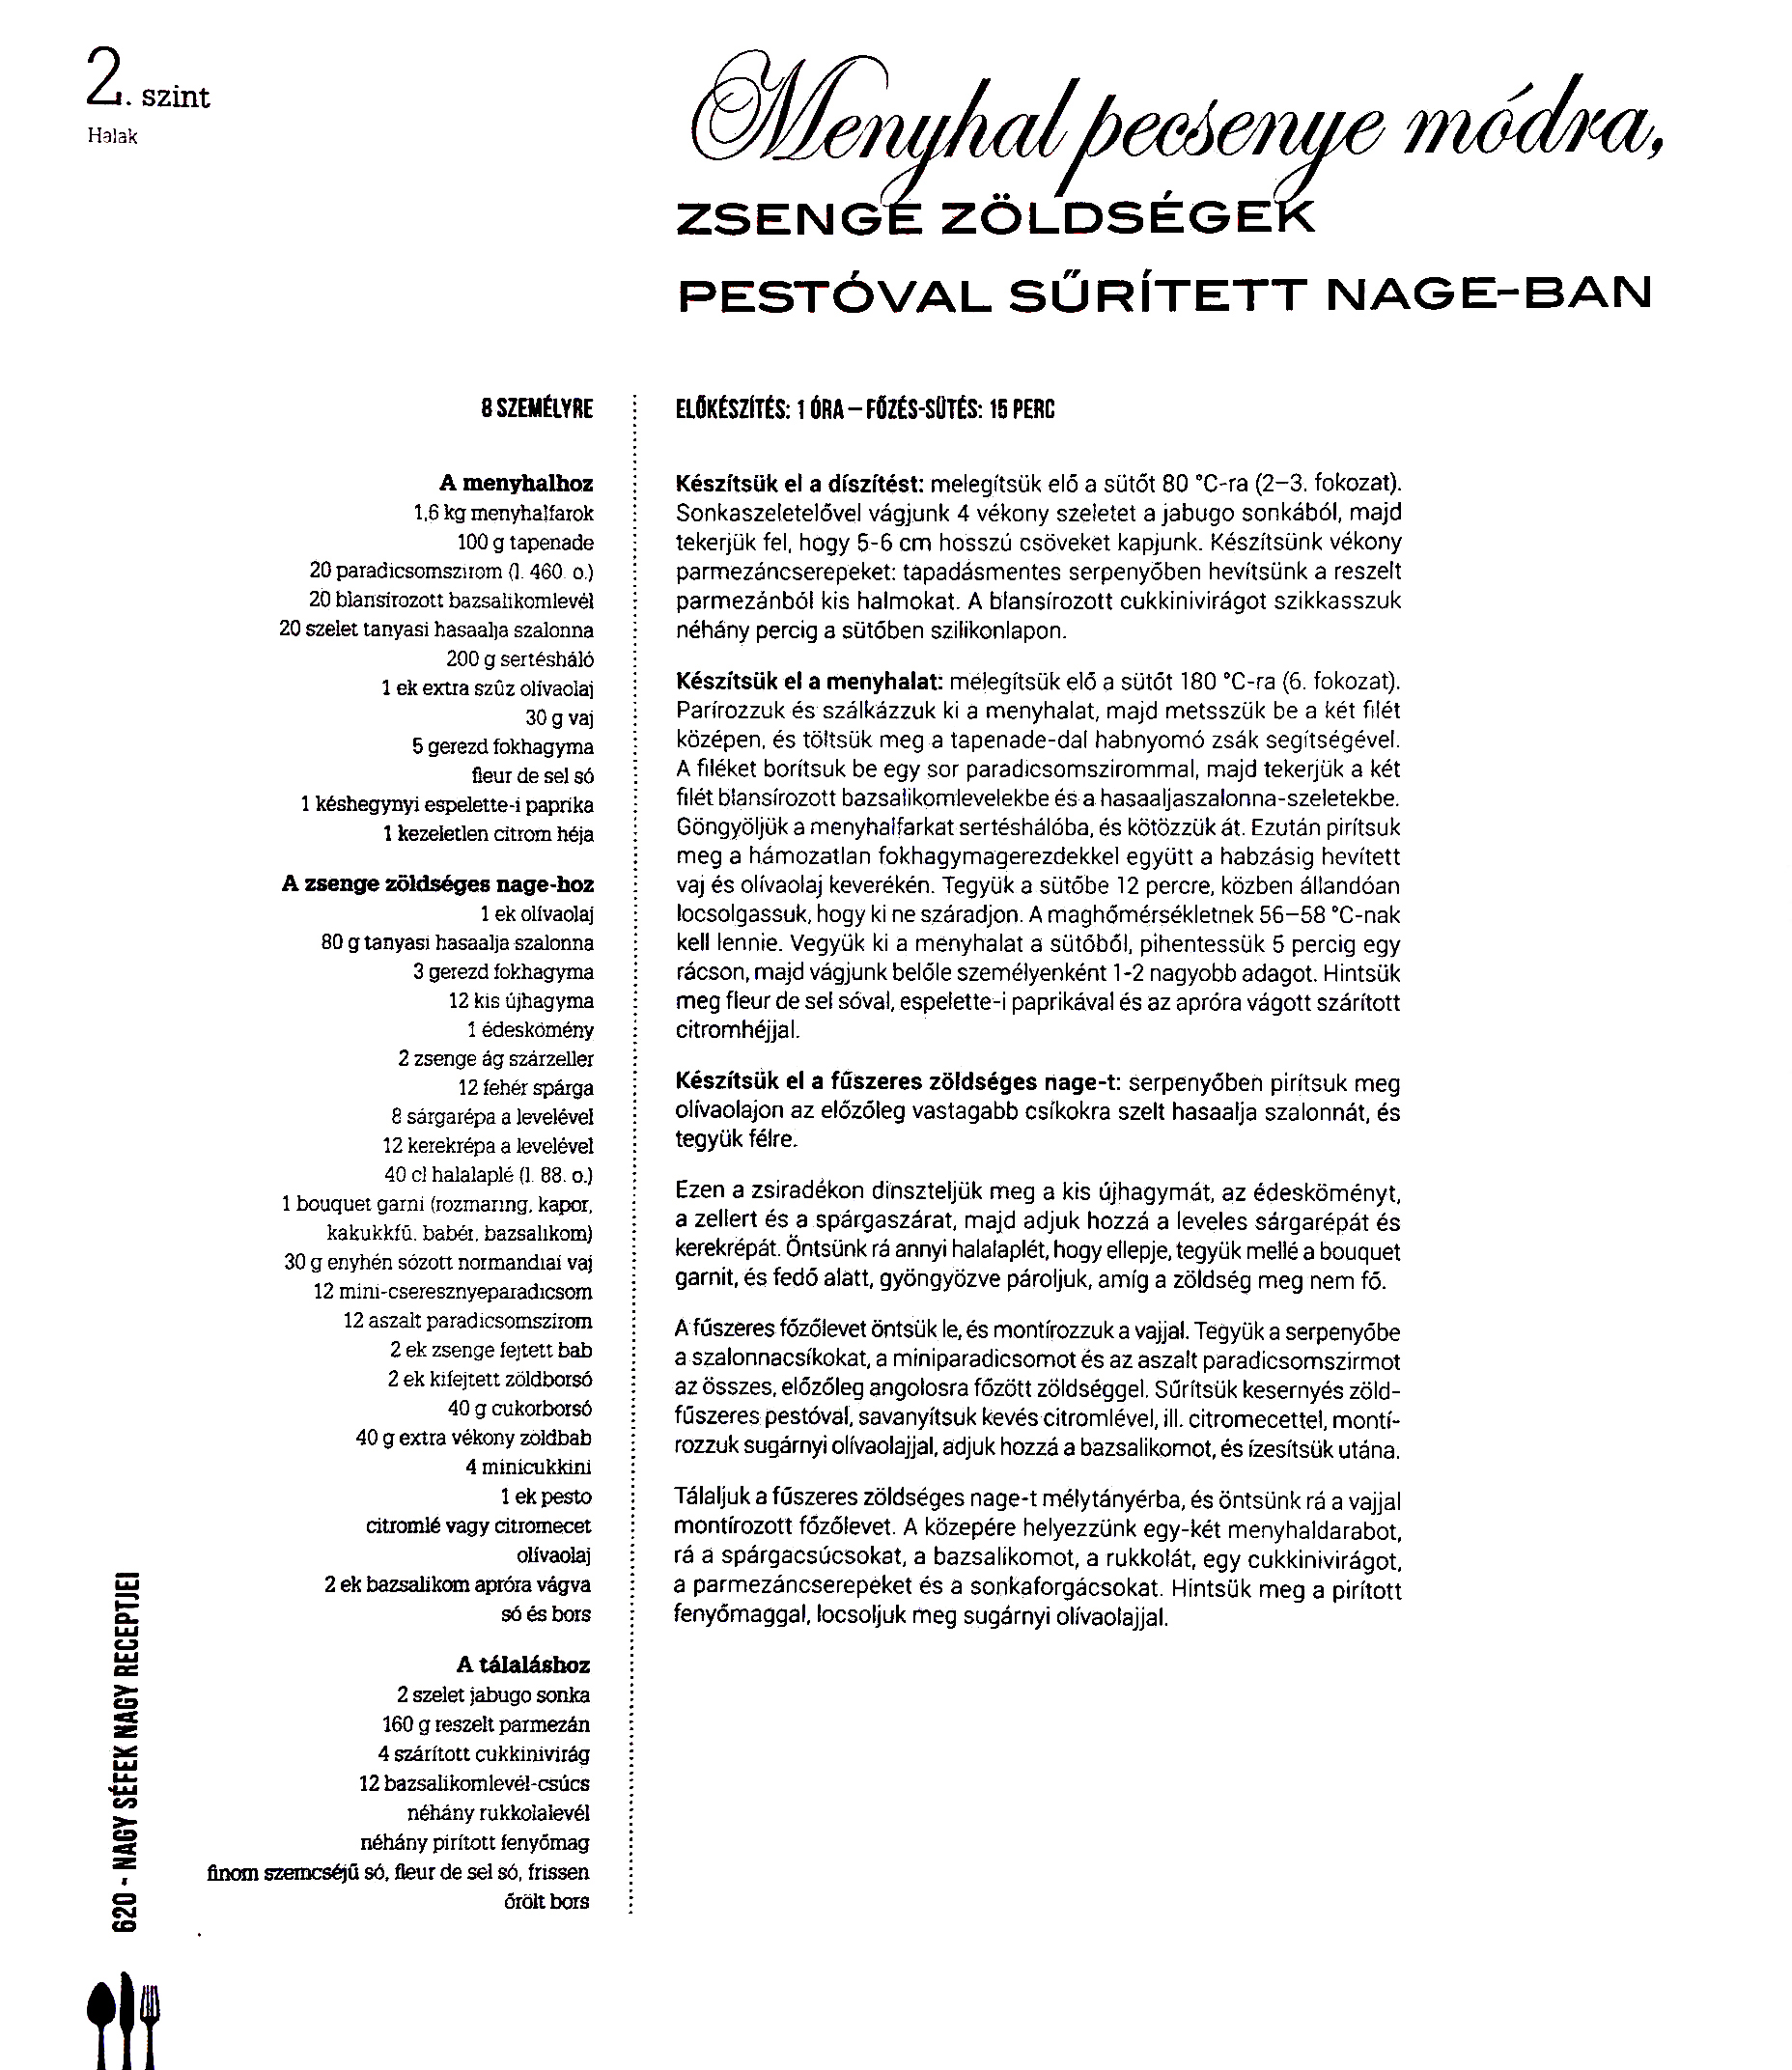 2. szint
Halak
Menyhal pecsenye módra,
ZSENGE ZÖLDSÉGEK
PESTÓVAL SŰRÍTETT NAGE-BAN
8 SZEMÉLYRE
A menyhalhoz
1,6 kg menyhalfarok
100 g tapenade
20 paradicsomszirom (l. 460. o.)
20 blansírozott bazsalikomlevél
20 szelet tanyasi hasaalja szalonna
200 g sertésháló
1 ek extra szűz olívaolaj
30 g vaj
5 gerezd fokhagyma
fleur de sel só
1 késhegynyi espelette-i paprika
1 kezeletlen citrom héja
A zsenge zöldséges nage-hoz
1 ek olívaolaj
80 g tanyasi hasaalja szalonna
3 gerezd fokhagyma
12 kis újhagyma
1 édeskömény
2 zsenge ág szárzeller
12 fehér spárga
8 sárgarépa a levelével
12 kerekrépa a levelével
40 cl halalaplé (l. 88. o.)
1 bouquet garni (rozmaring, kapor,
kakukkfű, babér, bazsalikom)
30 g enyhén sózott normandiai vaj
12 mini-cseresznyeparadicsom
12 aszalt paradicsomszirom
2 ek zsenge fejtett bab
2 ek kifejtett zöldborsó
40 g cukorborsó
40 g extra vékony zöldbab
4 minicukkini
1 ek pesto
citromlé vagy citromecet
olívaolaj
2 ek bazsalikom apróra vágva
só és bors
A tálaláshoz
2 szelet jabugo sonka
160 g reszelt parmezán
4 szárított cukkinivirág
12 bazsalikomlevél-csúcs
néhány rukkolalevél
néhány pirított fenyőmag
finom szemcséjű só, fleur de sel só, frissen
őrölt bors
ELŐKÉSZÍTÉS: 1 ÓRA – FŐZÉS-SÜTÉS: 15 PERC
Készítsük el a díszítést: melegítsük elő a sütőt 80 °C-ra (2–3. fokozat).
Sonkaszeletelővel vágjunk 4 vékony szeletet a jabugo sonkából, majd
tekerjük fel, hogy 5-6 cm hosszú csöveket kapjunk. Készítsünk vékony
parmezáncserepeket: tapadásmentes serpenyőben hevítsünk a reszelt
parmezánból kis halmokat. A blansírozott cukkinivirágot szikkasszuk
néhány percig a sütőben szilikonlapon.
Készítsük el a menyhalat: melegítsük elő a sütőt 180 °C-ra (6. fokozat).
Parírozzuk és szálkázzuk ki a menyhalat, majd metsszük be a két filét
középen, és töltsük meg a tapenade-dal habnyomó zsák segítségével.
A filéket borítsuk be egy sor paradicsomszirommal, majd tekerjük a két
filét blansírozott bazsalikomlevelekbe és a hasaaljaszalonna-szeletekbe.
Göngyöljük a menyhalfarkat sertéshálóba, és kötözzük át. Ezután pirítsuk
meg a hámozatlan fokhagymagerezdekkel együtt a habzásig hevített
vaj és olívaolaj keverékén. Tegyük a sütőbe 12 percre, közben állandóan
locsolgassuk, hogy ki ne száradjon. A maghőmérsékletnek 56–58 °C-nak
kell lennie. Vegyük ki a menyhalat a sütőből, pihentessük 5 percig egy
rácson, majd vágjunk belőle személyenként 1-2 nagyobb adagot. Hintsük
meg fleur de sel sóval, espelette-i paprikával és az apróra vágott szárított
citromhéjjal.
Készítsük el a fűszeres zöldséges nage-t: serpenyőben pirítsuk meg
olívaolajon az előzőleg vastagabb csíkokra szelt hasaalja szalonnát, és
tegyük félre.
Ezen a zsiradékon dinszteljük meg a kis újhagymát, az édesköményt,
a zellert és a spárgaszárat, majd adjuk hozzá a leveles sárgarépát és
kerekrépát. Öntsünk rá annyi halalaplét, hogy ellepje, tegyük mellé a bouquet
garnit, és fedő alatt, gyöngyözve pároljuk, amíg a zöldség meg nem fő.
A fűszeres főzőlevet öntsük le, és montírozzuk a vajjal. Tegyük a serpenyőbe
a szalonnacsíkokat, a miniparadicsomot és az aszalt paradicsomszirmot
az összes, előzőleg angolosra főzött zöldséggel. Sűrítsük kesernyés zöld-
fűszeres pestóval, savanyítsuk kevés citromlével, ill. citromecettel, montí-
rozzuk sugárnyi olívaolajjal, adjuk hozzá a bazsalikomot, és ízesítsük utána.
Tálaljuk a fűszeres zöldséges nage-t mélytányérba, és öntsünk rá a vajjal
montírozott főzőlevet. A közepére helyezzünk egy-két menyhaldarabot,
rá a spárgacsúcsokat, a bazsalikomot, a rukkolát, egy cukkinivirágot,
a parmezáncserepeket és a sonkaforgácsokat. Hintsük meg a pirított
fenyőmaggal, locsoljuk meg sugárnyi olívaolajjal.
620 - NAGY SÉFEK NAGY RECEPTJEI